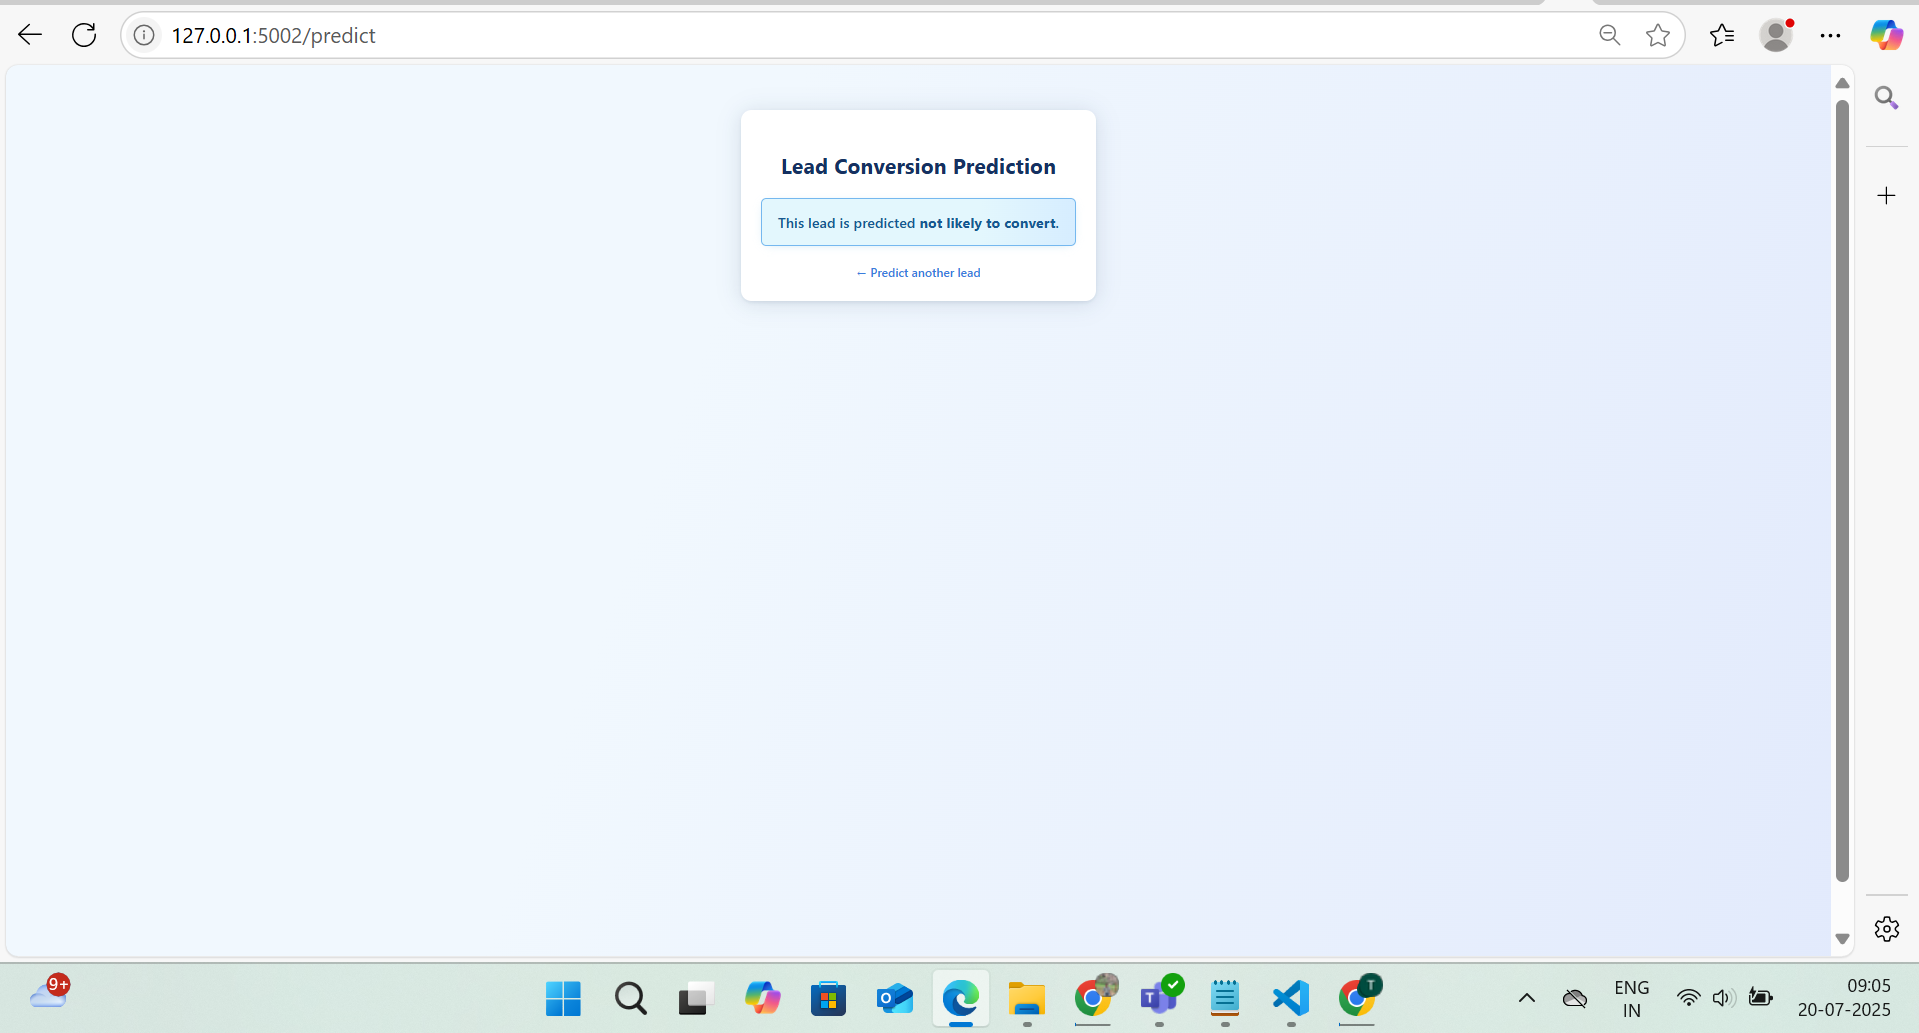 127.0.0.1:5002/predict
Lead Conversion Prediction
This lead is predicted not likely to convert.
← Predict another lead
9+
T
ENG
IN
09:05
20-07-2025